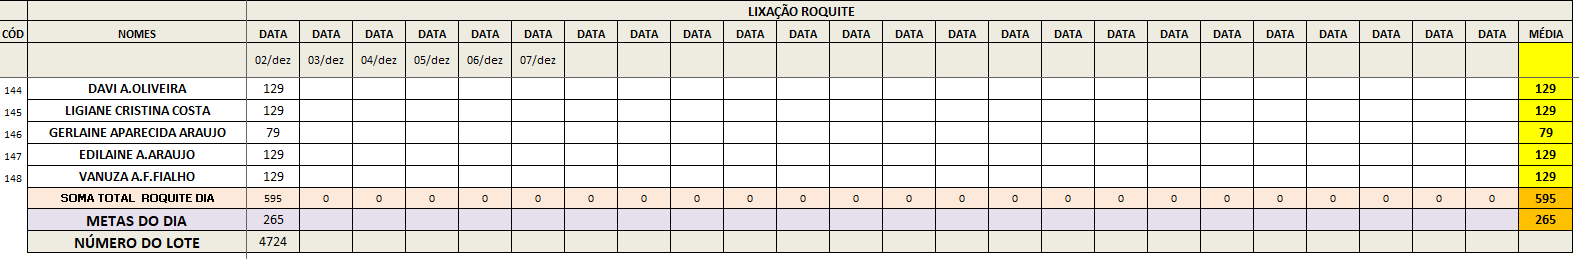 LIXAÇÃO ROQUITE
CÓD NOMES DATA DATA DATA DATA DATA DATA DATA DATA DATA DATA DATA DATA DATA DATA DATA DATA DATA DATA DATA DATA DATA DATA DATA DATA MÉDIA
02/dez 03/dez 04/dez 05/dez 06/dez 07/dez
144 DAVI A.OLIVEIRA 129 129
145 LIGIANE CRISTINA COSTA 129 129
146 GERLAINE APARECIDA ARAUJO 79 79
147 EDILAINE A.ARAUJO 129 129
148 VANUZA A.F.FIALHO 129 129
SOMA TOTAL ROQUITE DIA 595 0 0 0 0 0 0 0 0 0 0 0 0 0 0 0 0 0 0 0 0 0 0 0 595
METAS DO DIA 265 265
NÚMERO DO LOTE 4724